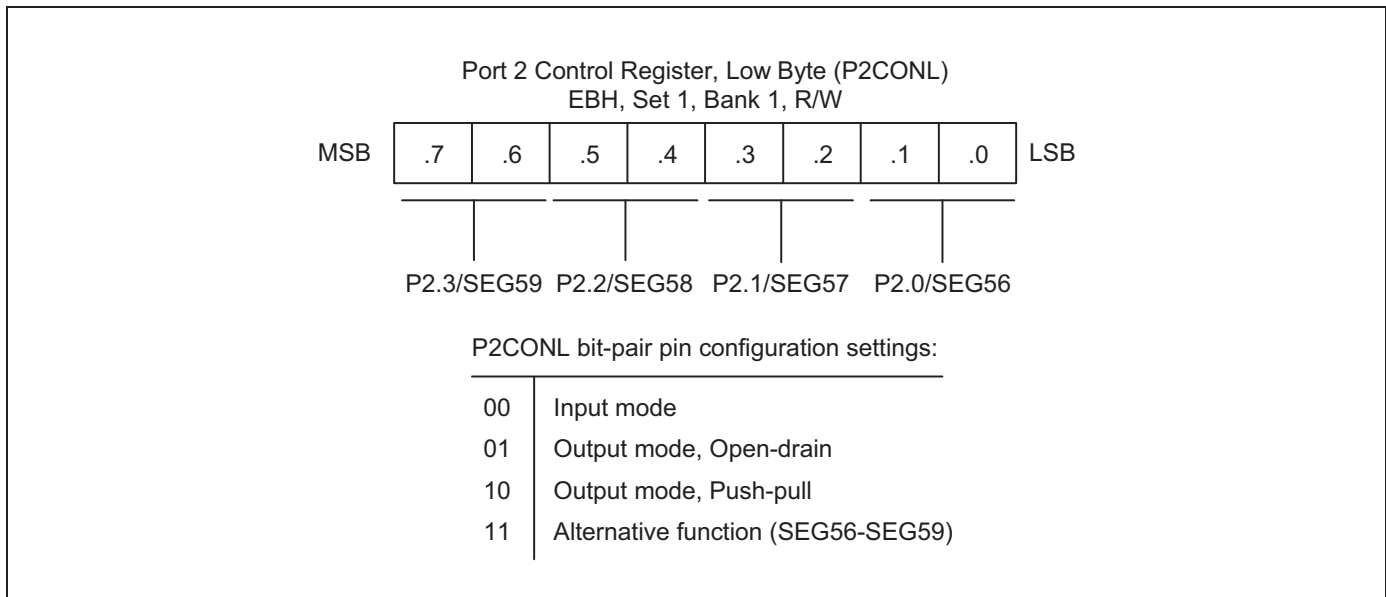 Port 2 Control Register, Low Byte (P2CONL)
EBH, Set 1, Bank 1, R/W
MSB .7 .6 .5 .4 .3 .2 .1 .0 LSB
P2.3/SEG59 P2.2/SEG58 P2.1/SEG57 P2.0/SEG56
P2CONL bit-pair pin configuration settings:
00 Input mode
01 Output mode, Open-drain
10 Output mode, Push-pull
11 Alternative function (SEG56-SEG59)